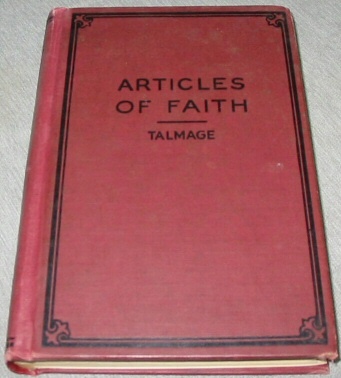 ARTICLES
OF FAITH
TALMAGE